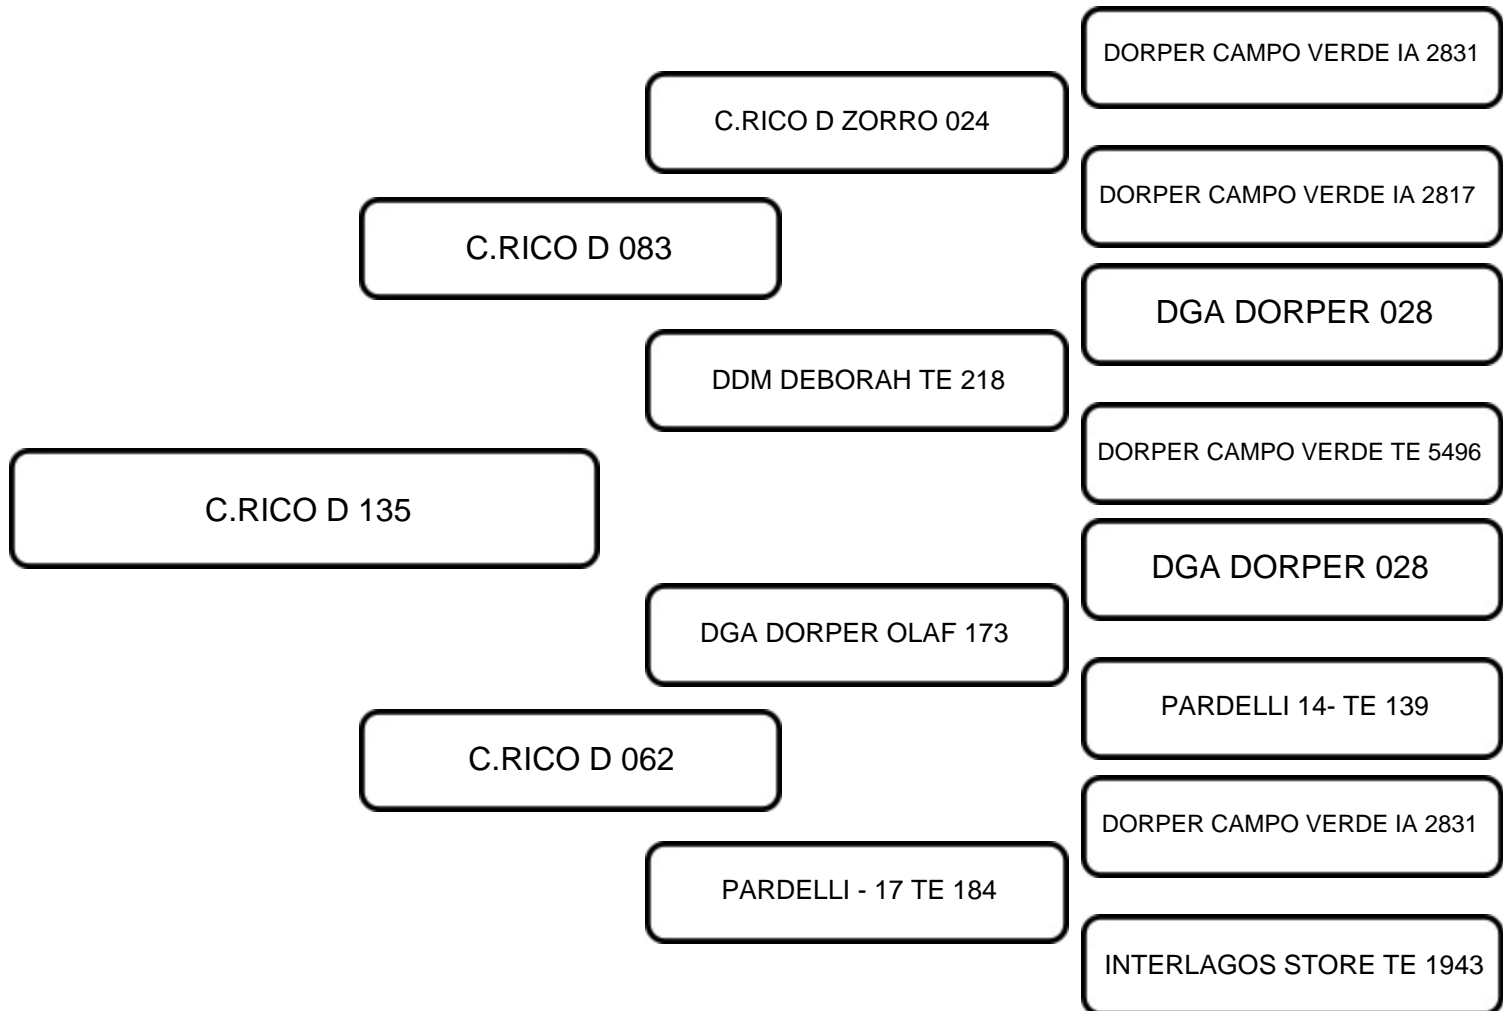 DORPER CAMPO VERDE IA 2831
C.RICO D ZORRO 024
DORPER CAMPO VERDE IA 2817
C.RICO D 083
DGA DORPER 028
DDM DEBORAH TE 218
DORPER CAMPO VERDE TE 5496
C.RICO D 135
DGA DORPER 028
DGA DORPER OLAF 173
PARDELLI 14- TE 139
C.RICO D 062
DORPER CAMPO VERDE IA 2831
PARDELLI - 17 TE 184
INTERLAGOS STORE TE 1943